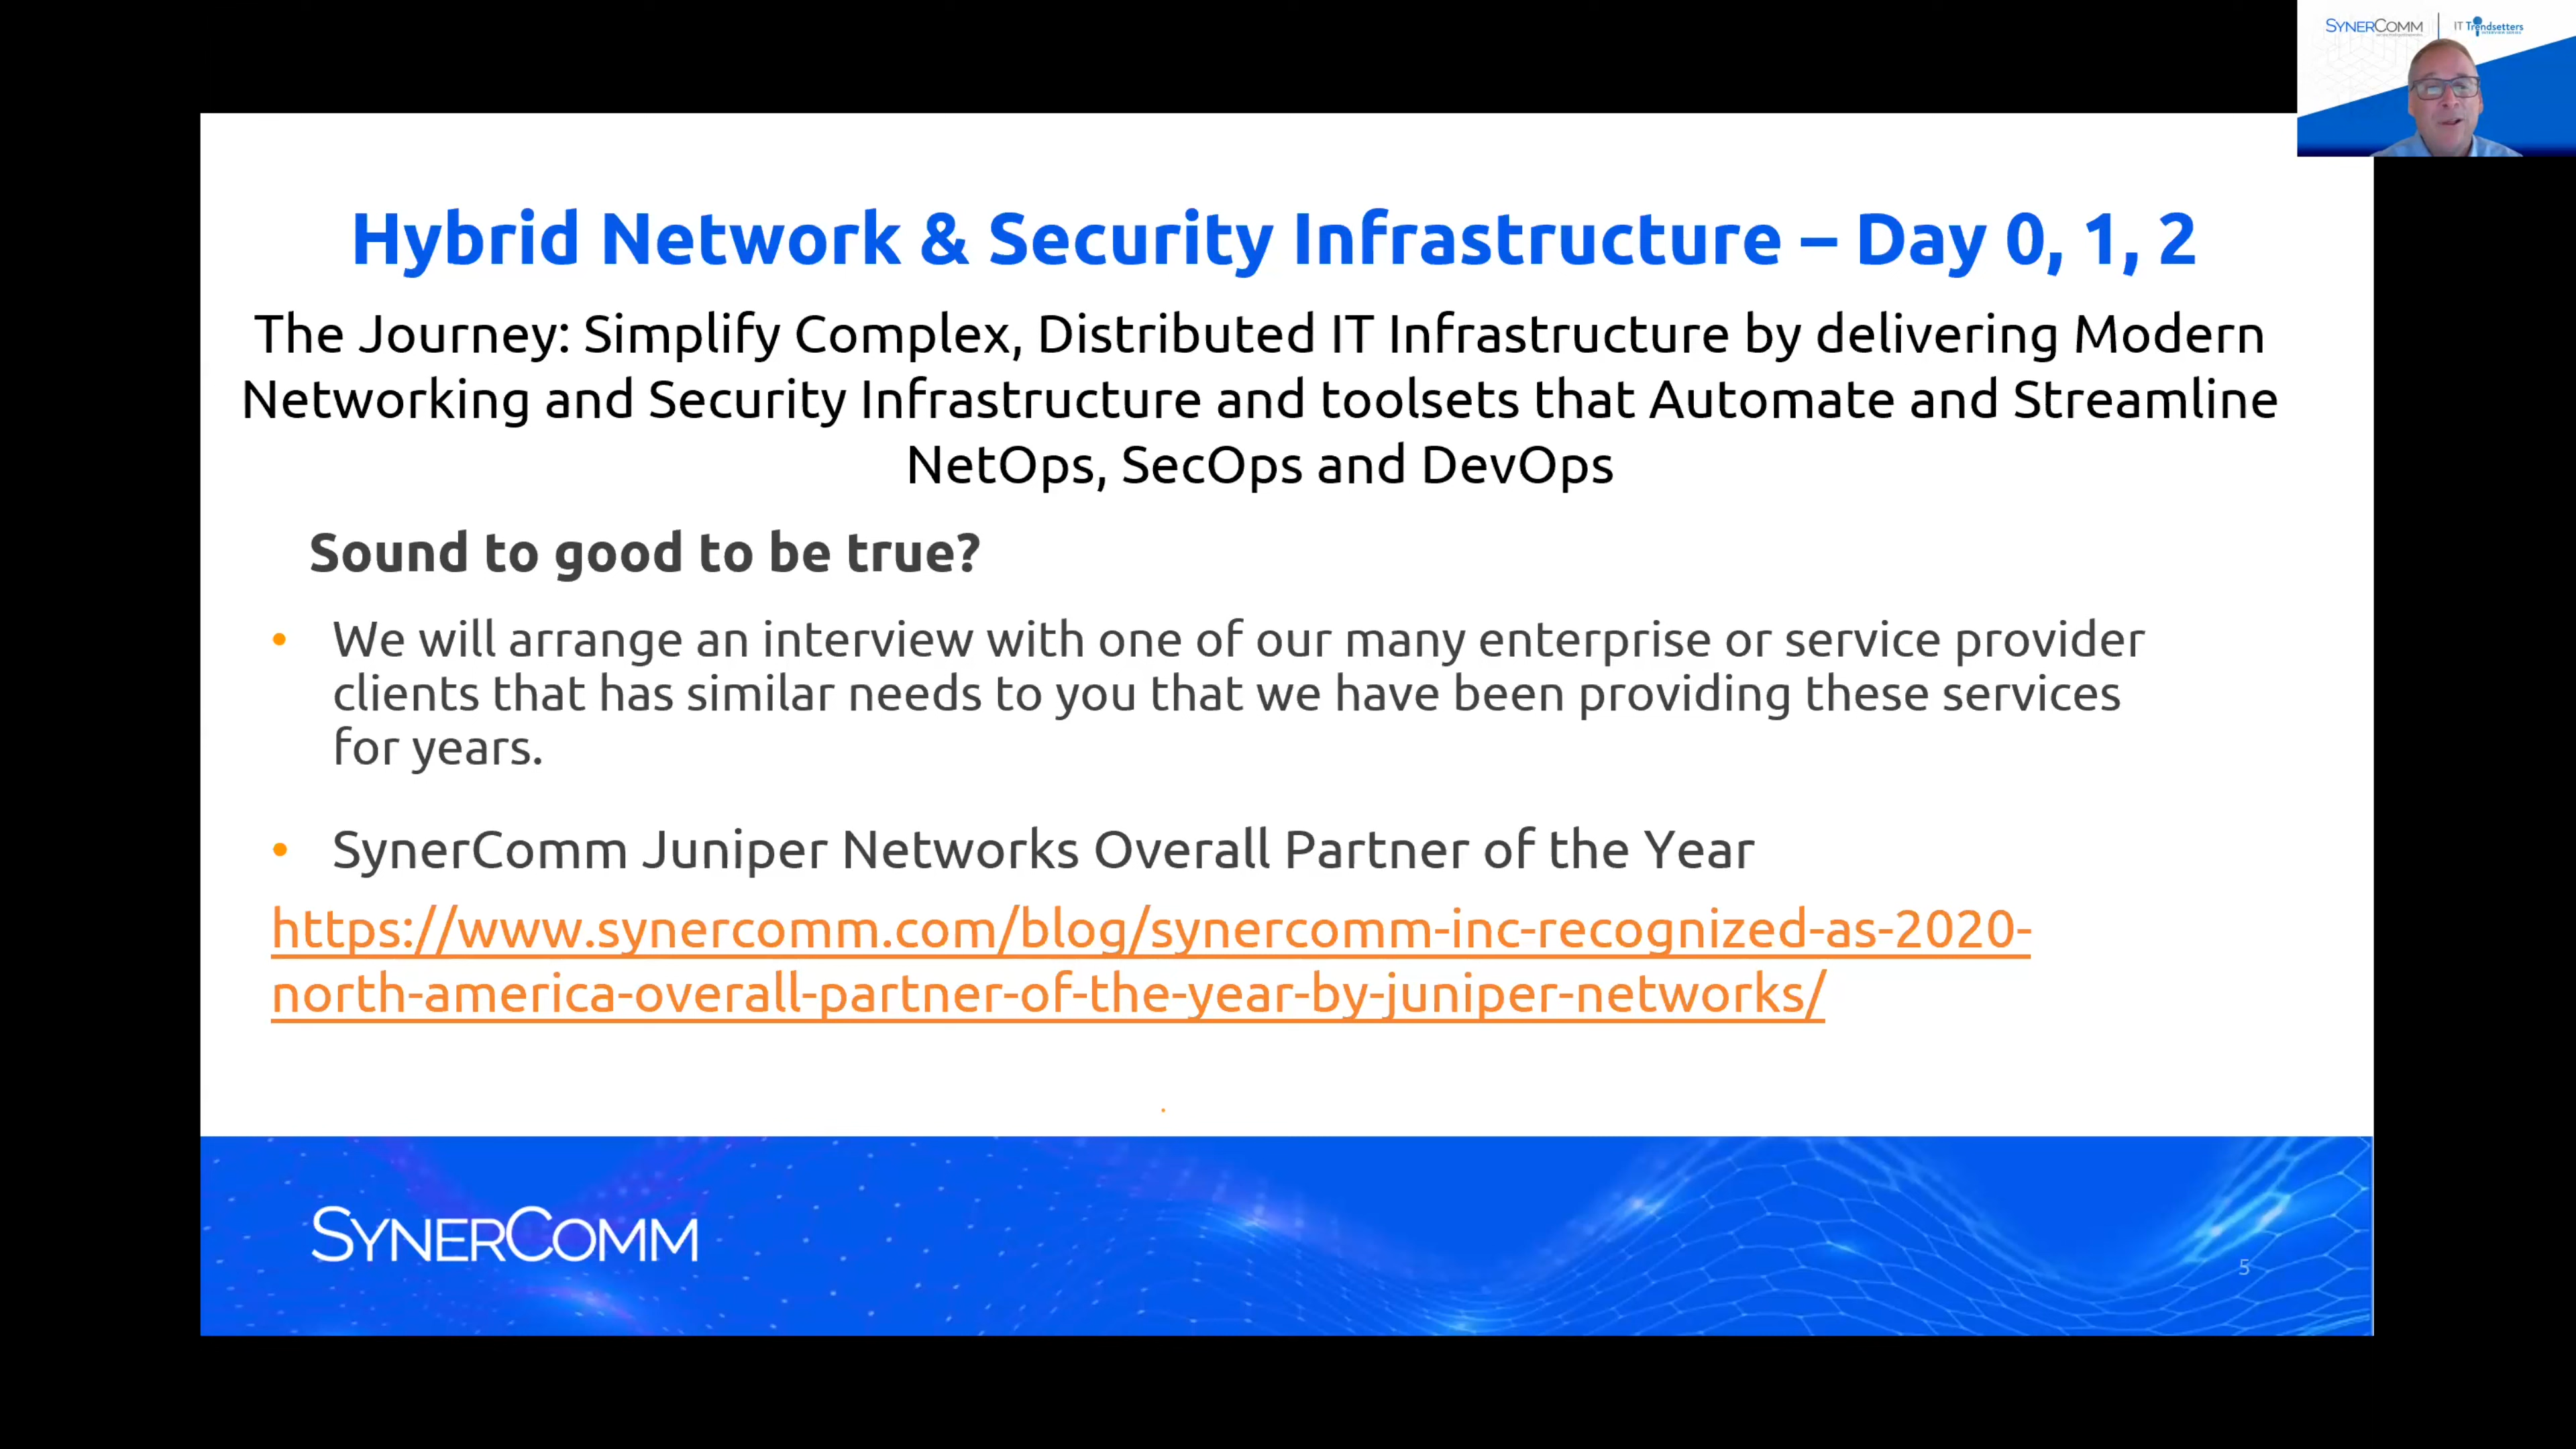 SYNERCOMM
IT Trendsetters
Hybrid Network & Security Infrastructure – Day 0, 1, 2
The Journey: Simplify Complex, Distributed IT Infrastructure by delivering Modern
Networking and Security Infrastructure and toolsets that Automate and Streamline
NetOps, SecOps and DevOps
Sound to good to be true?
• We will arrange an interview with one of our many enterprise or service provider
clients that has similar needs to you that we have been providing these services
for years.
• SynerComm Juniper Networks Overall Partner of the Year
https://www.synercomm.com/blog/synercomm-inc-recognized-as-2020-
north-america-overall-partner-of-the-year-by-juniper-networks/
.
SYNERCOMM
5